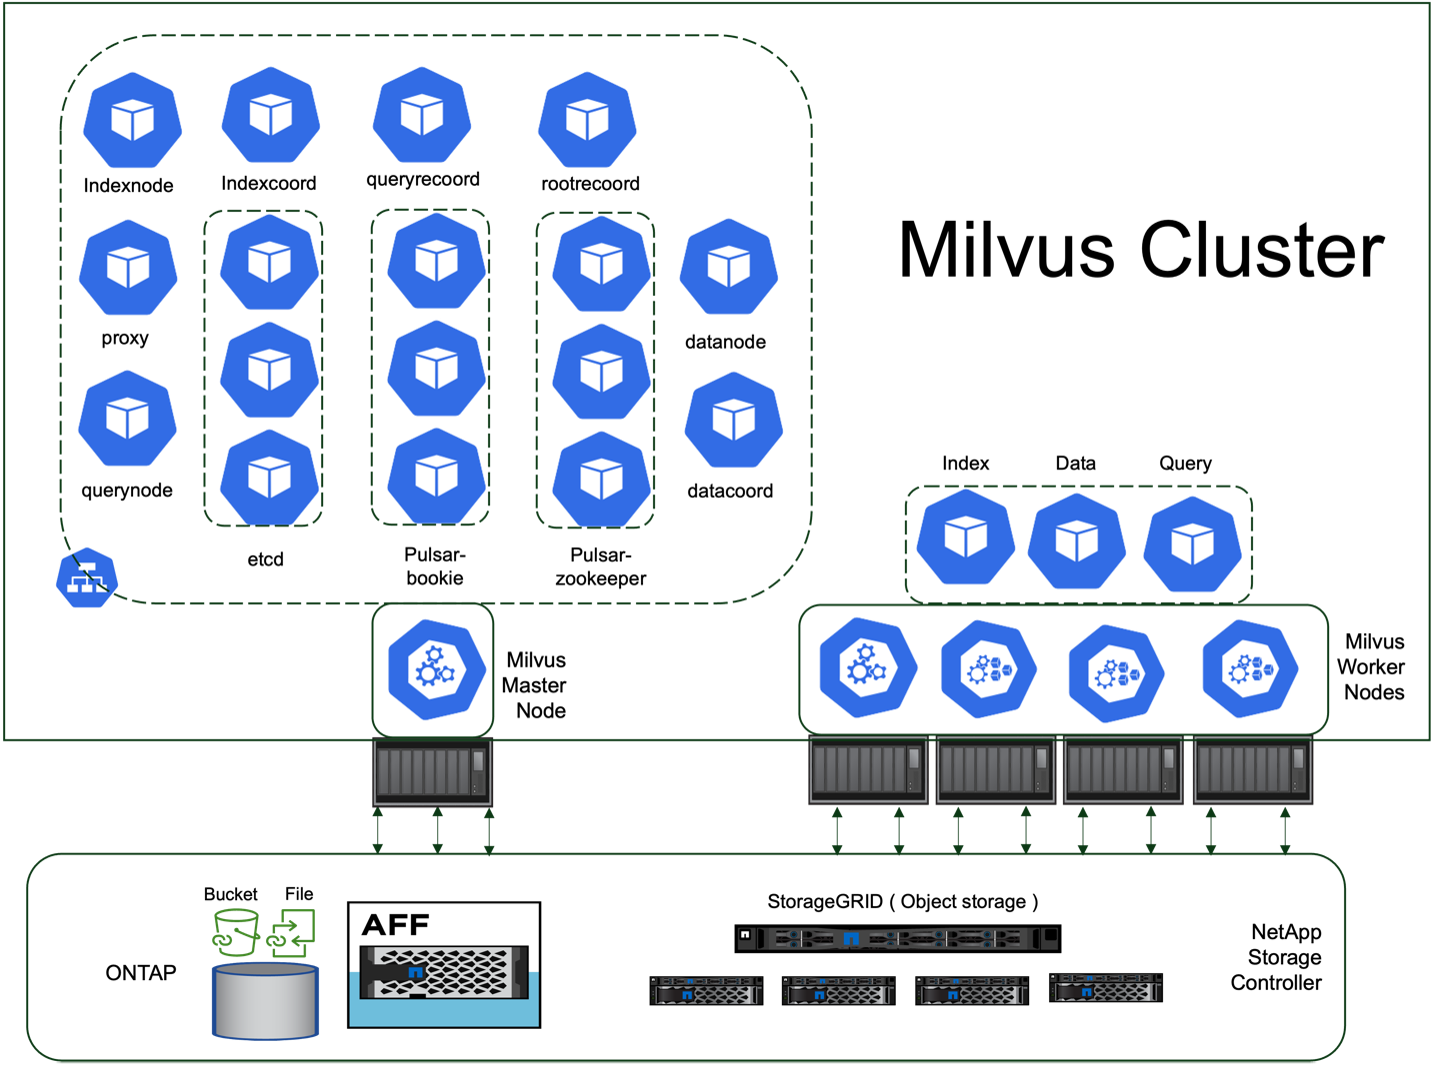 Indexnode
Indexcoord
queryrecoord
rootrecoord
Milvus Cluster
proxy
datanode
querynode
datacoord
etcd
Pulsar-
bookie
Pulsar-
zookeeper
Index
Data
Query
Milvus
Master
Node
Milvus
Worker
Nodes
Bucket
File
ONTAP
AFF
StorageGRID ( Object storage )
NetApp
Storage
Controller